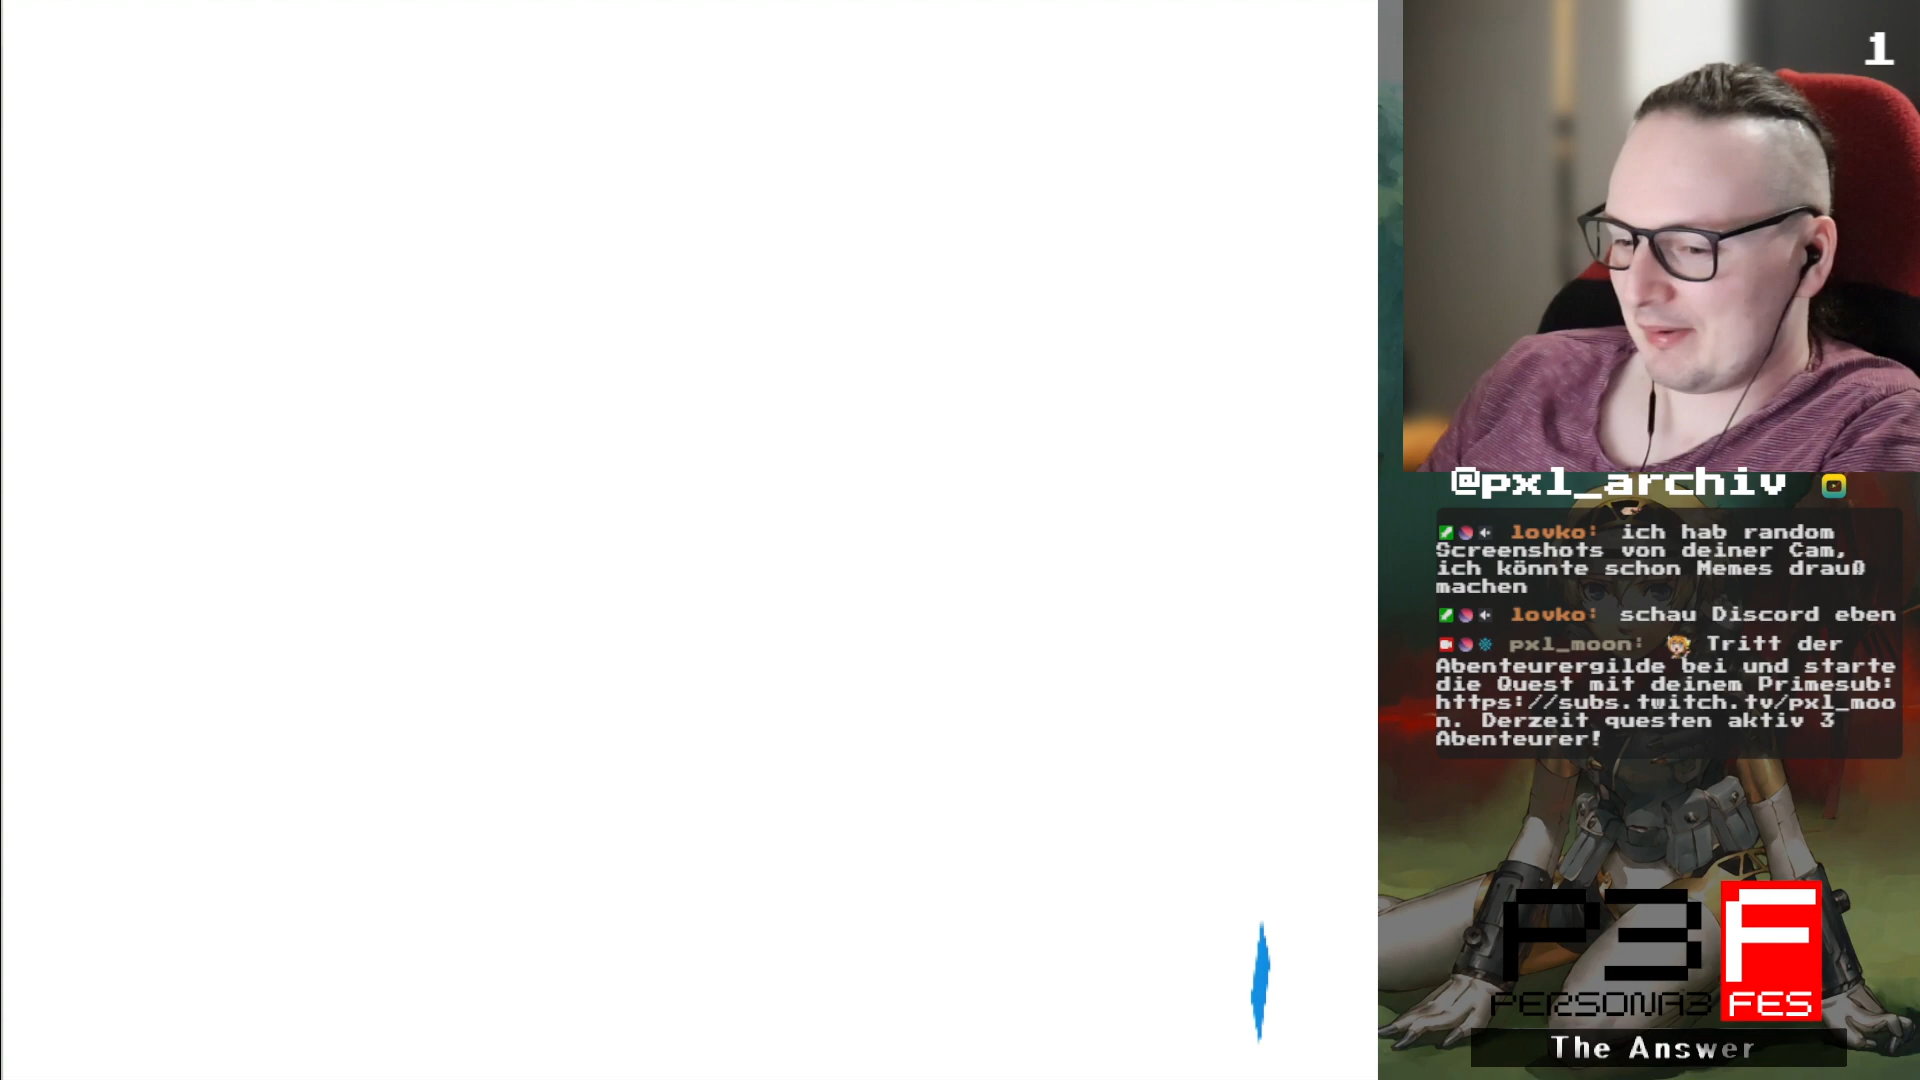 1
@pxl_archiv
lovko: ich hab random
Screenshots von deiner Cam,
ich könnte schon Memes drauß
machen
lovko: schau Discord eben
pxl_moon: Tritt der
Abenteurergilde bei und starte
die Quest mit deinem Primesub:
https://subs.twitch.tv/pxl_moo
n. Derzeit questen aktiv 3
Abenteurer!
P3F
PERSONA3 FES
The Answer